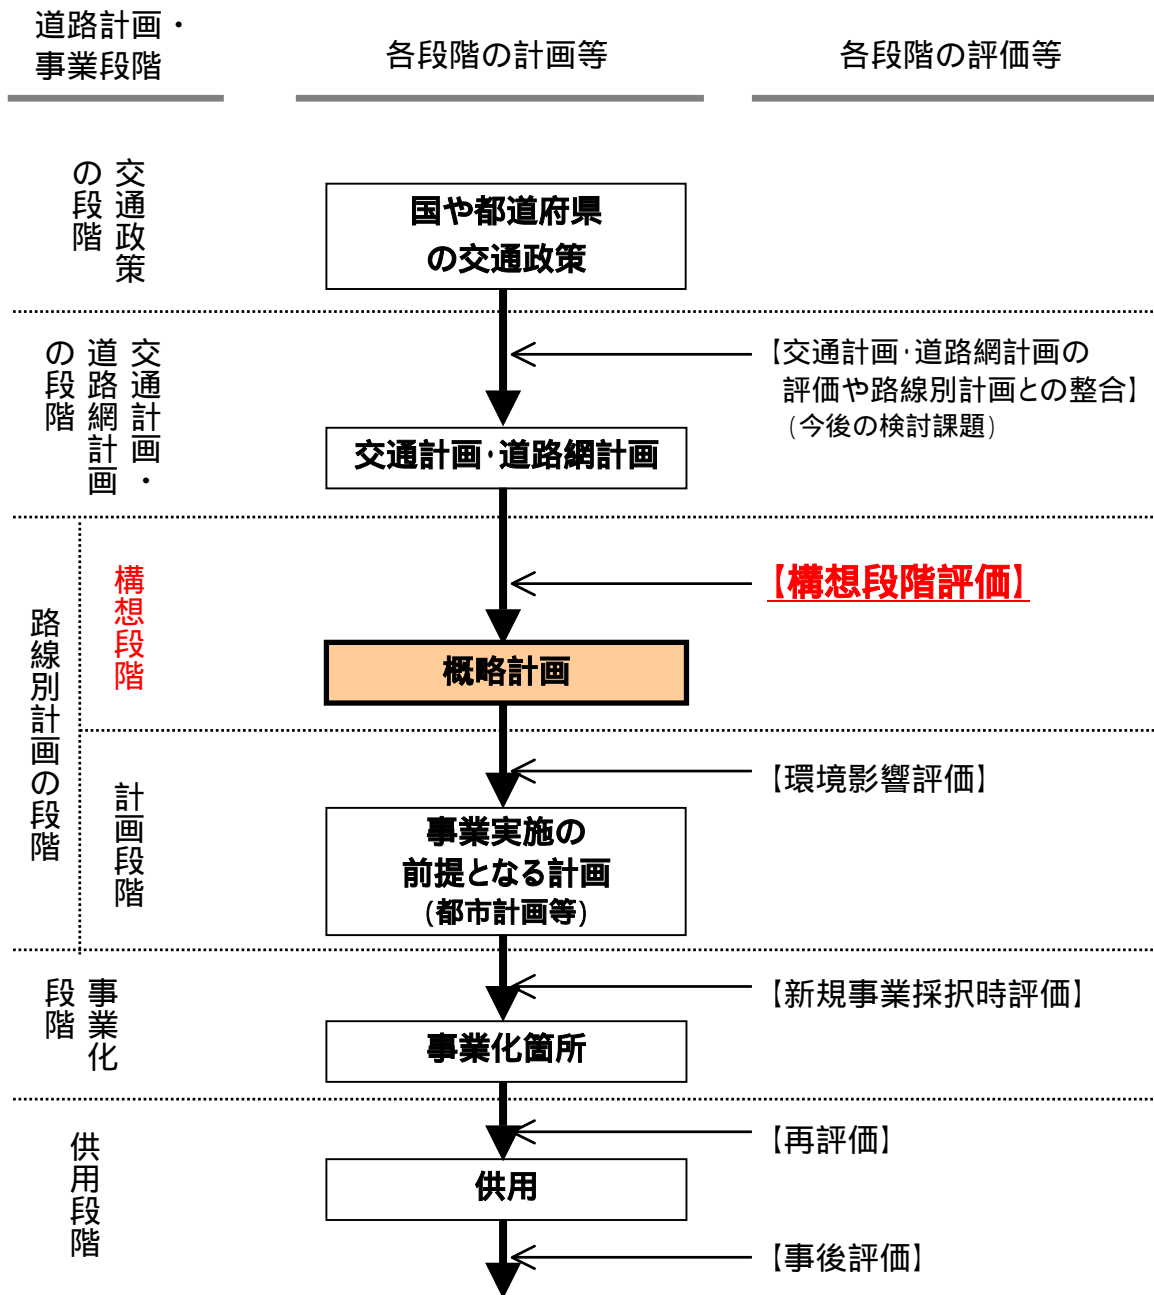 道路計画・
事業段階
各段階の計画等
各段階の評価等
交通政策
の段階
国や都道府県
の交通政策
交通計画・
道路網計画
の段階
【交通計画・道路網計画の
評価や路線別計画との整合】
(今後の検討課題)
交通計画・道路網計画
路線別計画の段階
構想段階
【構想段階評価】
概略計画
計画段階
【環境影響評価】
事業実施の
前提となる計画
(都市計画等)
事業化
段階
【新規事業採択時評価】
事業化箇所
供用段階
【再評価】
供用
【事後評価】